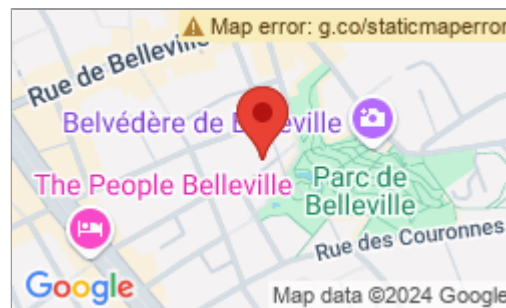 Map error: g.co/staticmaperror
Rue de Belleville
Belvédère de Belleville
The People Belleville
Parc de
Belleville
Rue des Couronnes
Google
Map data ©2024 Google